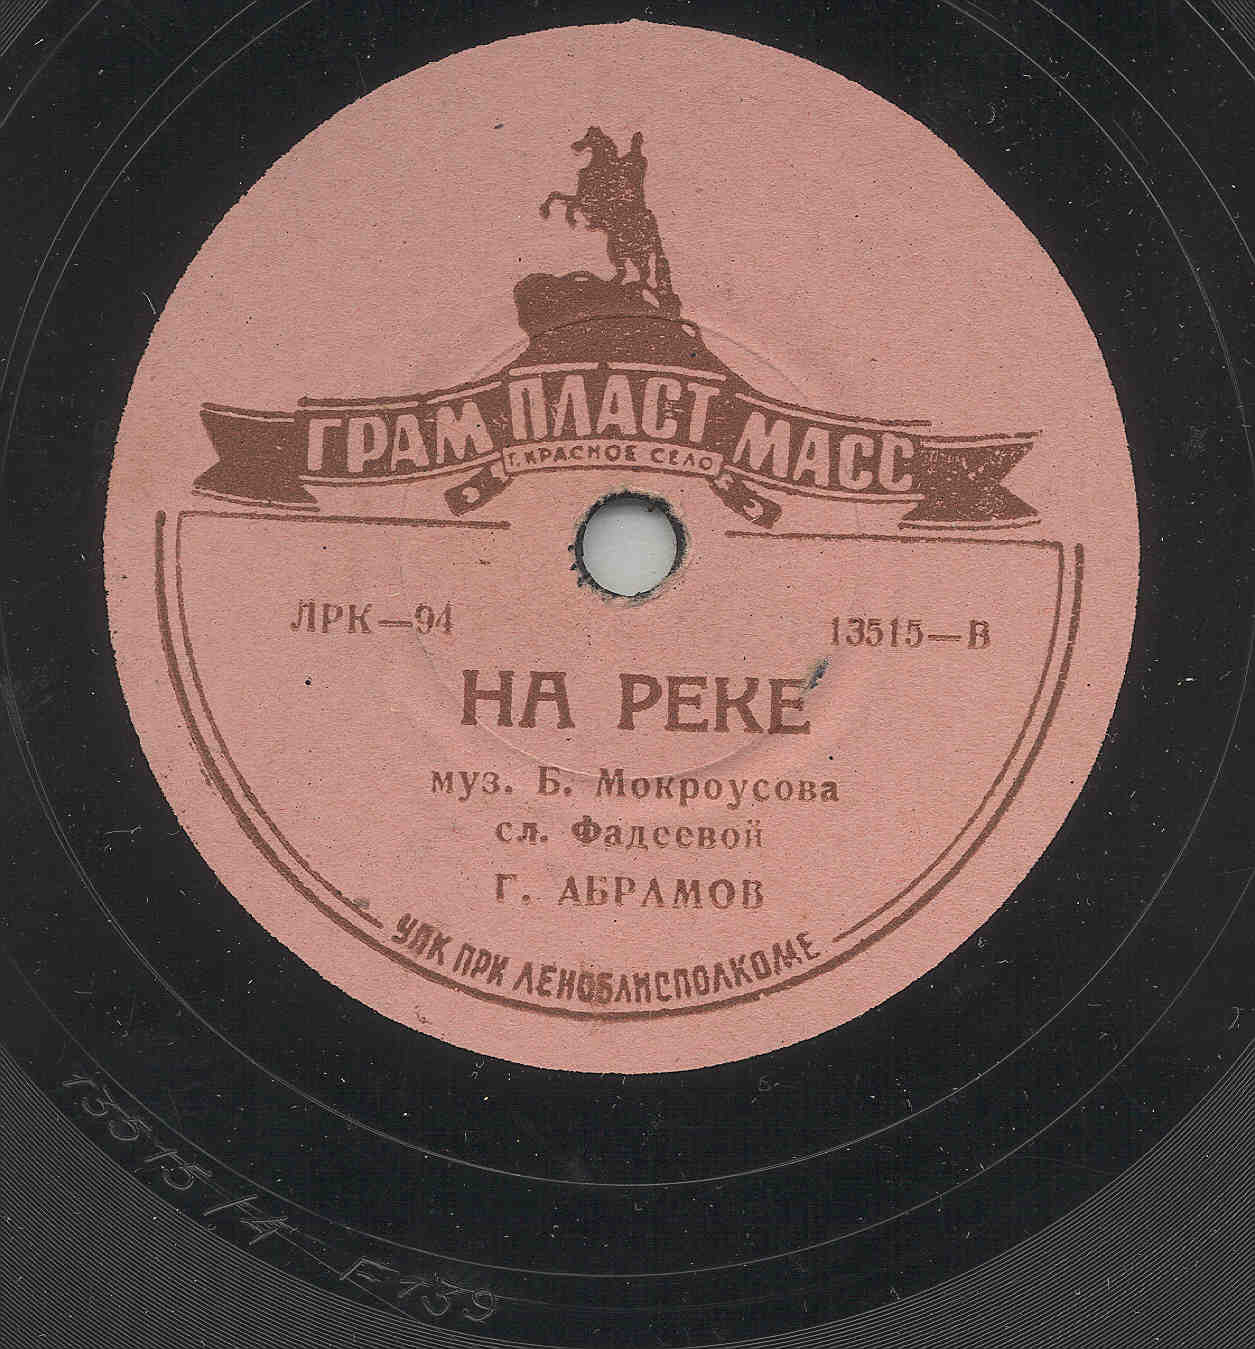 ГРАМ ПЛАСТ МАСС
Г. КРАСНОЕ СЕЛО
ЛРК—94 13515—В
НА РЕКЕ
муз. Б. Мокроусова
сл. Фадеевой
Г. АБРАМОВ
УПК ПРИ ЛЕНОБЛИСПОЛКОМЕ
13515 /-4 F139